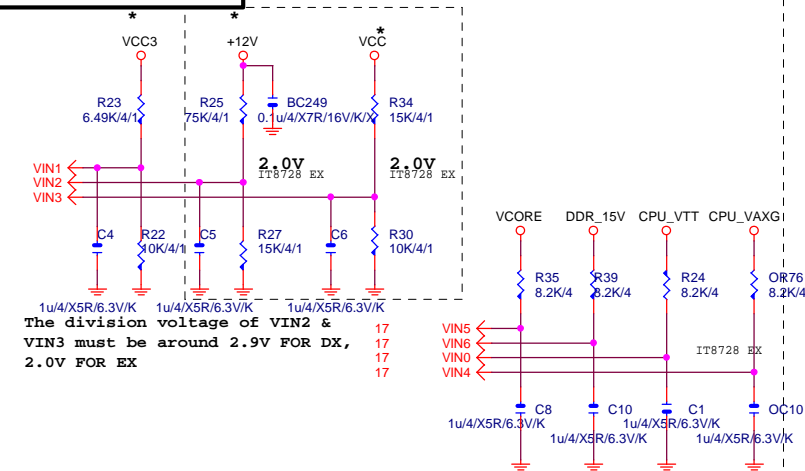 * * *
VCC3 +12V VCC
R23 R25 BC249 R34
6.49K/4/1 75K/4/1 0.1u/4/X7R/16V/K/X 15K/4/1
2.0V 2.0V
IT8728 EX IT8728 EX
VIN1
VIN2
VIN3
C4 R22 C5 R27 C6 R30
10K/4/1 15K/4/1 10K/4/1
1u/4/X5R/6.3V/K 1u/4/X5R/6.3V/K 1u/4/X5R/6.3V/K
The division voltage of VIN2 &
VIN3 must be around 2.9V FOR DX,
2.0V FOR EX
VCORE DDR_15V CPU_VTT CPU_VAXG
R35 R39 R24 OR76
8.2K/4 8.2K/4 8.2K/4 8.2K/4
17 VIN5
17 VIN6
17 VIN0
17 VIN4
IT8728 EX
C8 C10 C1 OC10
1u/4/X5R/6.3V/K 1u/4/X5R/6.3V/K
1u/4/X5R/6.3V/K 1u/4/X5R/6.3V/K